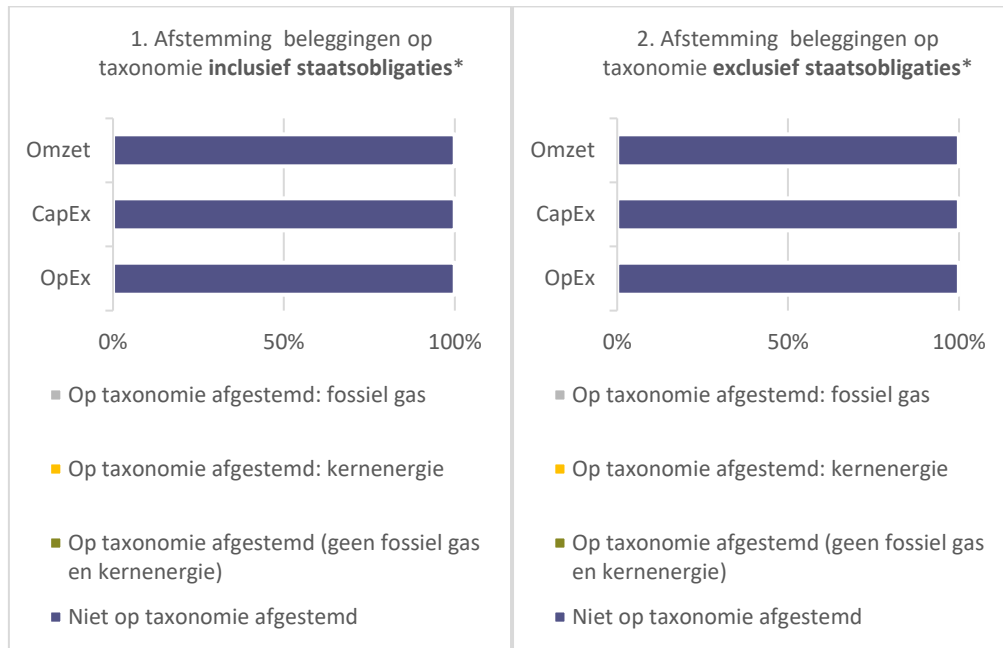 1. Afstemming beleggingen op
taxonomie inclusief staatsobligaties*
Omzet
CapEx
OpEx
0% 50% 100%
Op taxonomie afgestemd: fossiel gas
Op taxonomie afgestemd: kernenergie
Op taxonomie afgestemd (geen fossiel gas
en kernenergie)
Niet op taxonomie afgestemd
2. Afstemming beleggingen op
taxonomie exclusief staatsobligaties*
Omzet
CapEx
OpEx
0% 50% 100%
Op taxonomie afgestemd: fossiel gas
Op taxonomie afgestemd: kernenergie
Op taxonomie afgestemd (geen fossiel gas
en kernenergie)
Niet op taxonomie afgestemd